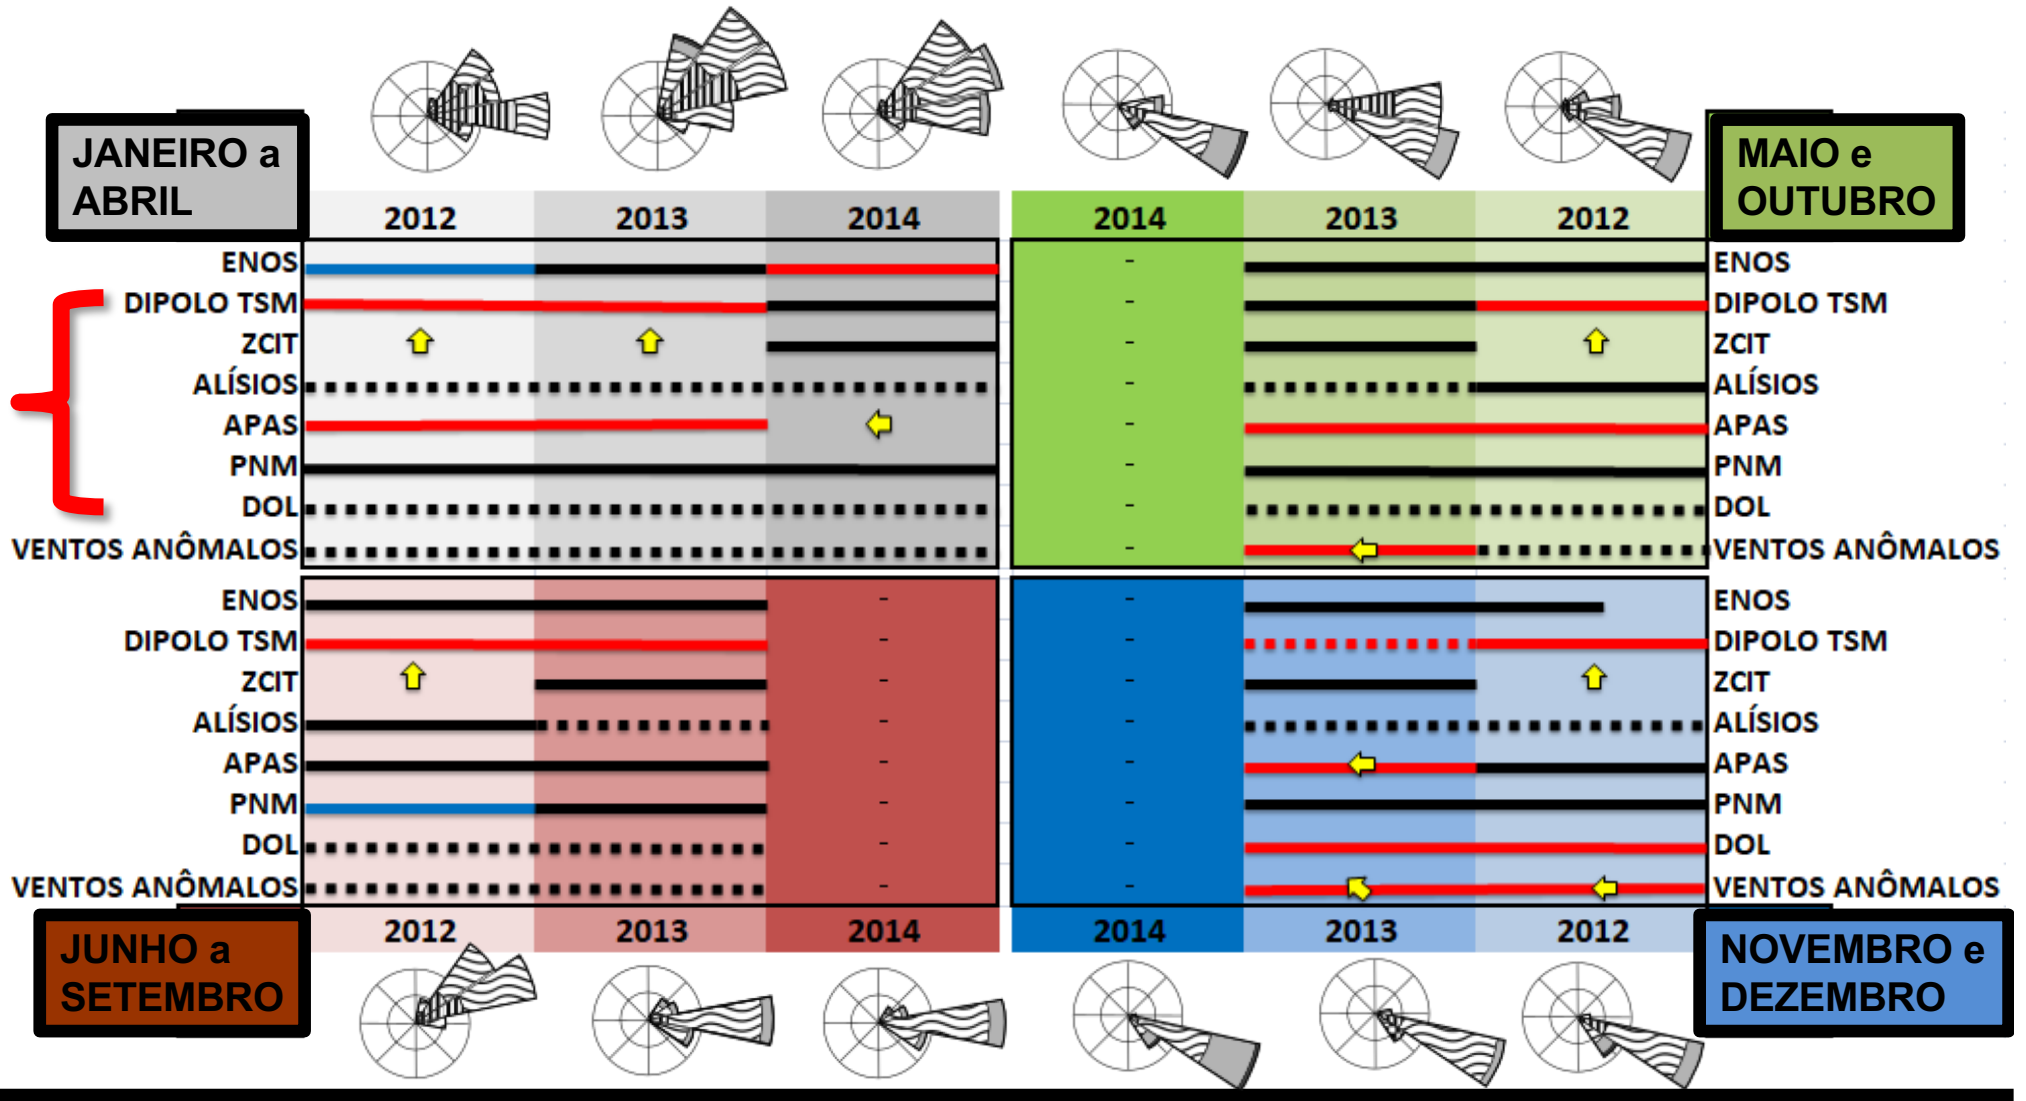 JANEIRO a
ABRIL
MAIO e
OUTUBRO
2012 2013 2014 2014 2013 2012
ENOS - ENOS
DIPOLO TSM - DIPOLO TSM
ZCIT - ZCIT
ALÍSIOS - ALÍSIOS
APAS - APAS
PNM - PNM
DOL - DOL
VENTOS ANÔMALOS - VENTOS ANÔMALOS
ENOS - - ENOS
DIPOLO TSM - - DIPOLO TSM
ZCIT - - ZCIT
ALÍSIOS - - ALÍSIOS
APAS - - APAS
PNM - - PNM
DOL - - DOL
VENTOS ANÔMALOS - - VENTOS ANÔMALOS
2012 2013 2014 2014 2013 2012
JUNHO a
SETEMBRO
NOVEMBRO e
DEZEMBRO